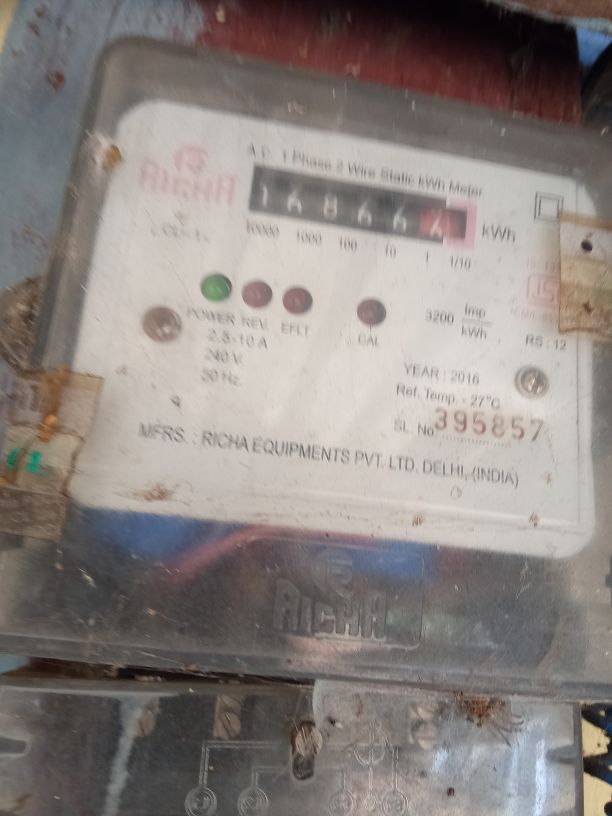 A.C. 1 Phase 2 Wire Static kWh Meter
RICHA
kWh
10000 1000 100 10 1 1/10
POWER REV. EFLT
CAL
3200 Imp/kWh
RS : 12
2.5-10 A
240 V.
50 Hz.
YEAR : 2016
Ref. Temp. - 27°C
SL. No. 395857
MFRS. : RICHA EQUIPMENTS PVT. LTD. DELHI, (INDIA)
RICHA